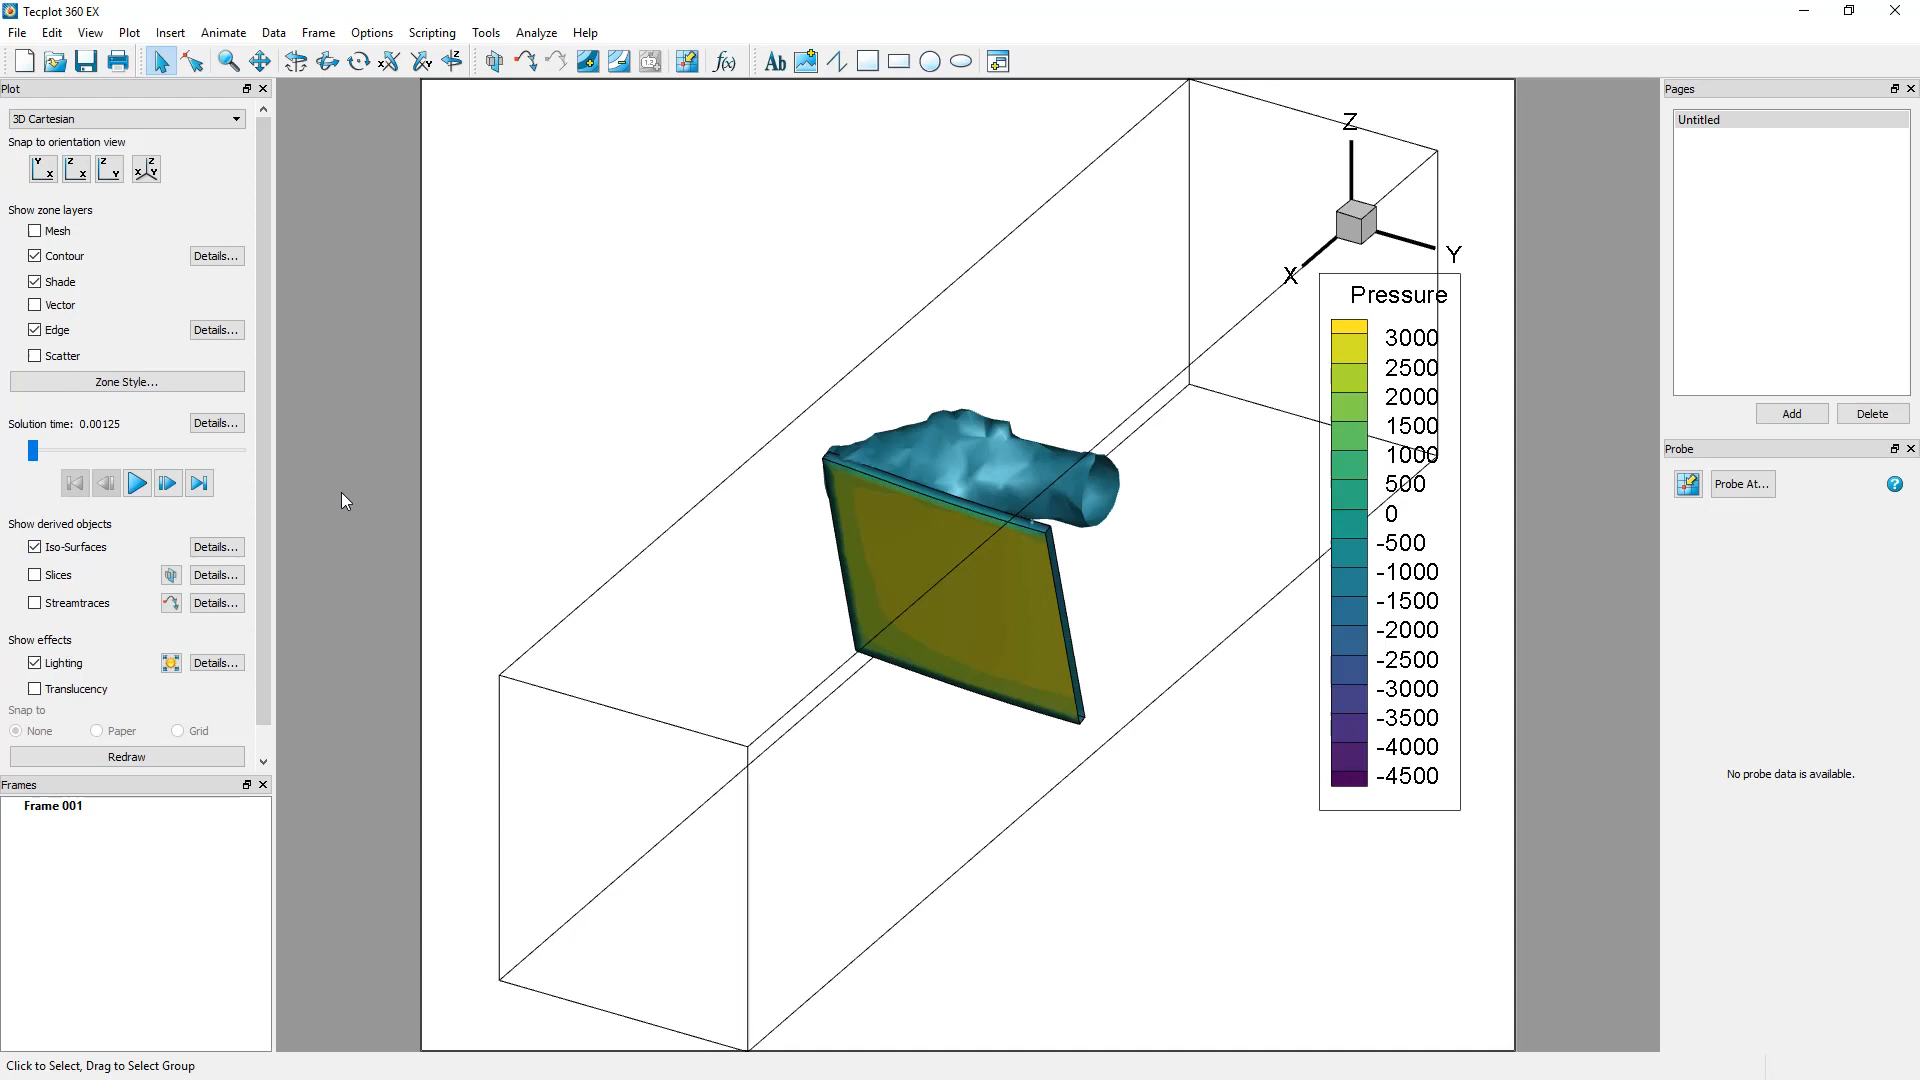 Tecplot 360 EX
File Edit View Plot Insert Animate Data Frame Options Scripting Tools Analyze Help
Plot
3D Cartesian
Snap to orientation view
Y X
Z X
Z Y
Z X Y
Show zone layers
Mesh
Contour Details...
Shade
Vector
Edge Details...
Scatter
Zone Style...
Solution time: 0.00125 Details...
Show derived objects
Iso-Surfaces Details...
Slices Details...
Streamtraces Details...
Show effects
Lighting Details...
Translucency
Snap to
None Paper Grid
Redraw
Frames
Frame 001
Click to Select, Drag to Select Group
Z
X
Y
Z
Y
X
1.2
f(x)
Ab
Z
Y
X
Pressure
3000
2500
2000
1500
1000
500
0
-500
-1000
-1500
-2000
-2500
-3000
-3500
-4000
-4500
Pages
Untitled
Add Delete
Probe
Probe At... ?
No probe data is available.